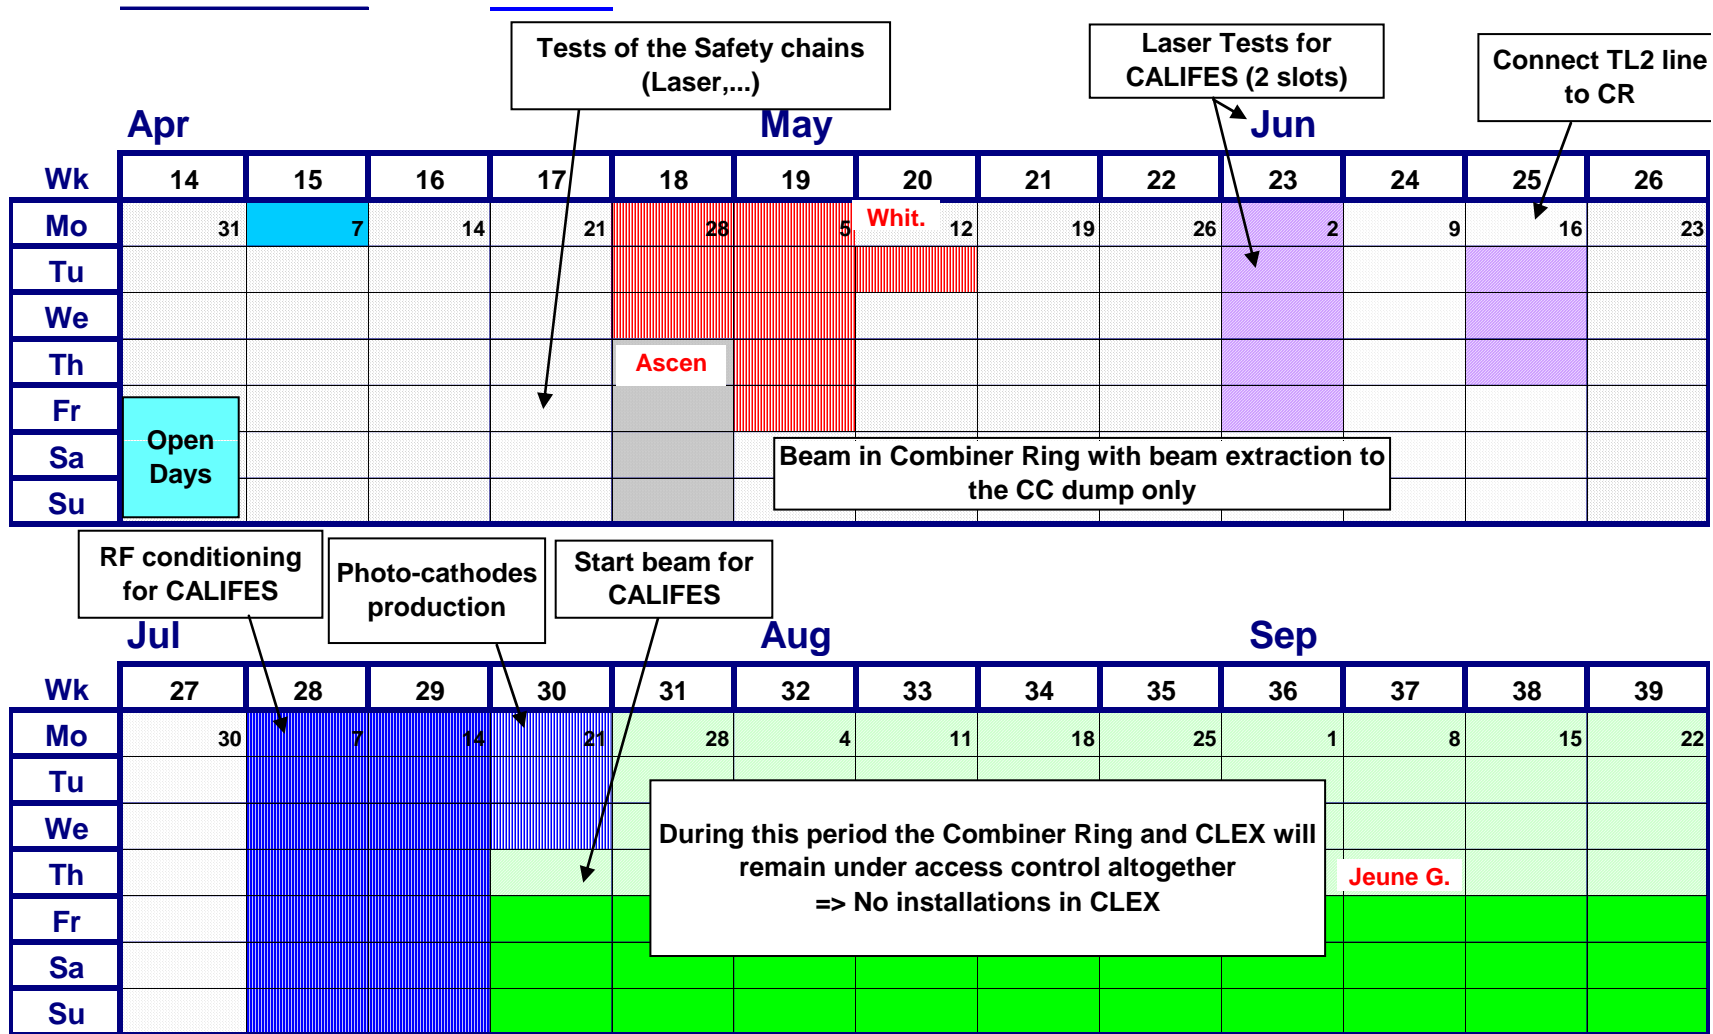 Tests of the Safety chains
(Laser,...)
Laser Tests for
CALIFES (2 slots)
Connect TL2 line
to CR
Apr May Jun
Wk 14 15 16 17 18 19 20 21 22 23 24 25 26
Mo 31 7 14 21 28 5 Whit. 12 19 26 2 9 16 23
Tu
We
Th Ascen
Fr
Sa
Su
Open
Days
Beam in Combiner Ring with beam extraction to
the CC dump only
RF conditioning
for CALIFES
Photo-cathodes
production
Start beam for
CALIFES
Jul Aug Sep
Wk 27 28 29 30 31 32 33 34 35 36 37 38 39
Mo 30 7 14 21 28 4 11 18 25 1 8 15 22
Tu
We
Th Jeune G.
Fr
Sa
Su
During this period the Combiner Ring and CLEX will
remain under access control altogether
=> No installations in CLEX